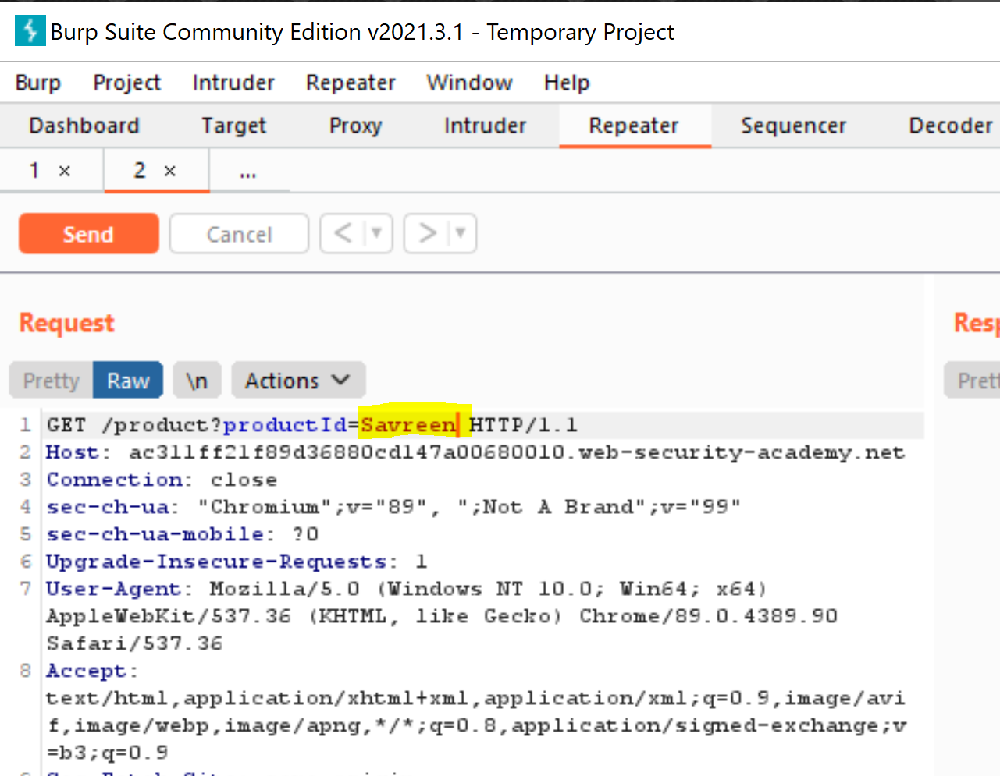 Burp Suite Community Edition v2021.3.1 - Temporary Project
Burp Project Intruder Repeater Window Help
Dashboard Target Proxy Intruder Repeater Sequencer Decoder
1 × 2 × ...
Send Cancel < ▼ > ▼
Request
Pretty Raw \n Actions
1 GET /product?productId=Savreen HTTP/1.1
2 Host: ac311ff21f89d36880cd147a00680010.web-security-academy.net
3 Connection: close
4 sec-ch-ua: "Chromium";v="89", ";Not A Brand";v="99"
5 sec-ch-ua-mobile: ?0
6 Upgrade-Insecure-Requests: 1
7 User-Agent: Mozilla/5.0 (Windows NT 10.0; Win64; x64)
AppleWebKit/537.36 (KHTML, like Gecko) Chrome/89.0.4389.90
Safari/537.36
8 Accept:
text/html,application/xhtml+xml,application/xml;q=0.9,image/avi
f,image/webp,image/apng,*/*;q=0.8,application/signed-exchange;v
=b3;q=0.9